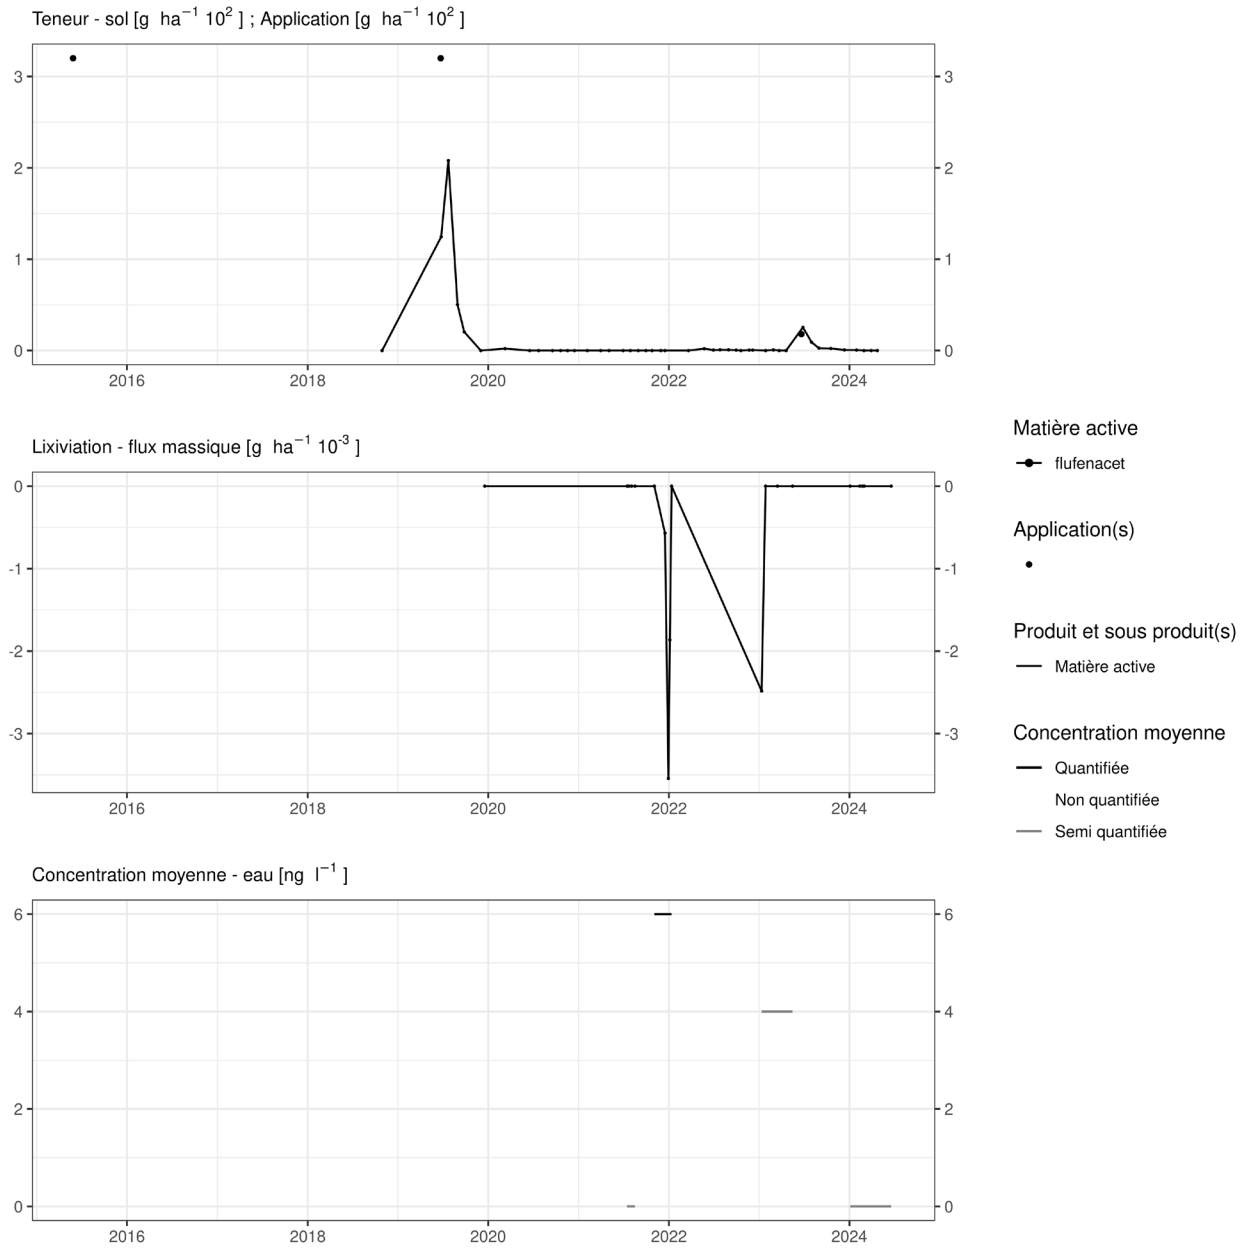 Teneur - sol [g ha⁻¹ 10² ] ; Application [g ha⁻¹ 10² ]
3 3
2 2
1 1
0 0
2016 2018 2020 2022 2024
Lixiviation - flux massique [g ha⁻¹ 10⁻³ ]
0 0
-1 -1
-2 -2
-3 -3
2016 2018 2020 2022 2024
Concentration moyenne - eau [ng l⁻¹ ]
6 6
4 4
2 2
0 0
2016 2018 2020 2022 2024
Matière active
flufenacet
Application(s)
Produit et sous produit(s)
Matière active
Concentration moyenne
Quantifiée
Non quantifiée
Semi quantifiée